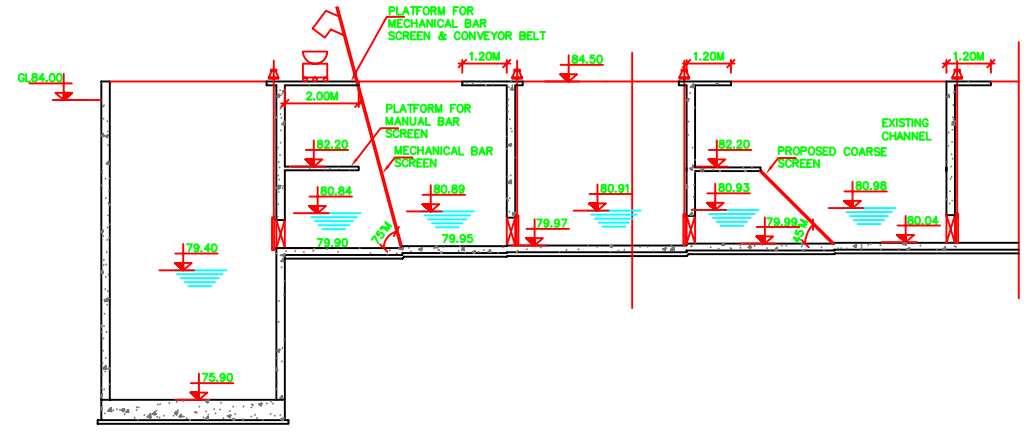 PLATFORM FOR
MECHANICAL BAR
SCREEN & CONVEYOR BELT
GL84.00
1.20M
84.50
1.20M
1.20M
2.00M
PLATFORM FOR
MANUAL BAR
SCREEN
82.20
MECHANICAL BAR
SCREEN
82.20
PROPOSED COARSE
SCREEN
EXISTING
CHANNEL
80.84
80.89
80.91
80.93
80.98
79.90
75°M
79.95
79.97
79.99
45°M
80.04
79.40
75.90